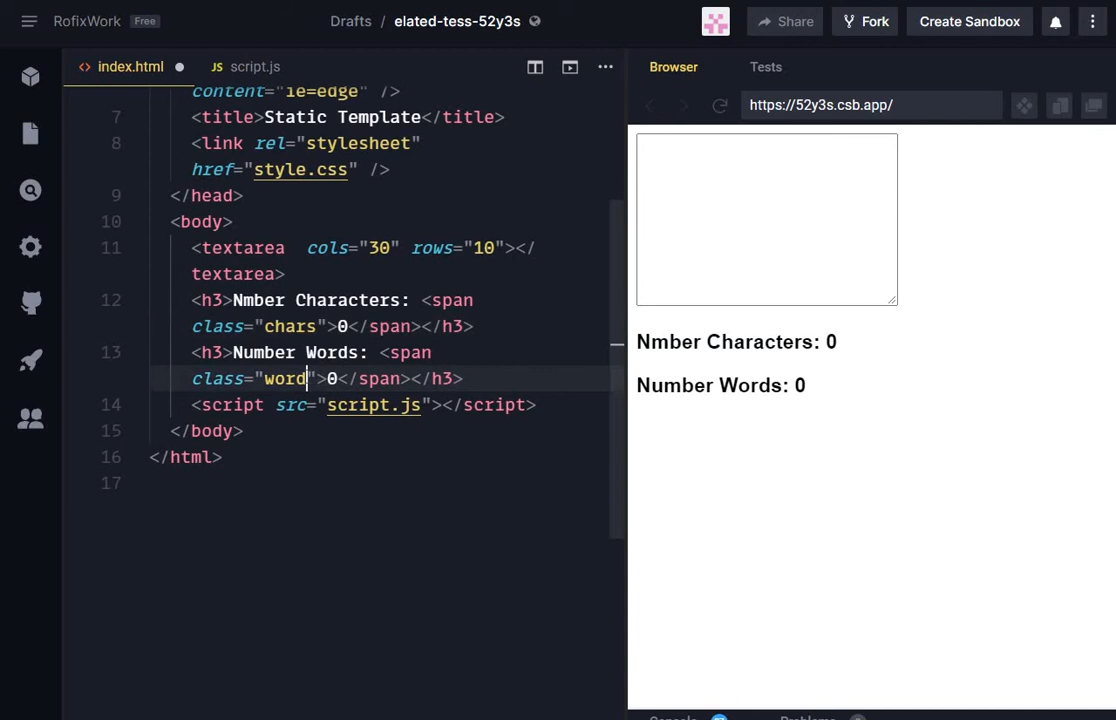 RofixWork Free Drafts / elated-tess-52y3s Share Fork Create Sandbox
<> index.html JS script.js ••• Browser Tests
https://52y3s.csb.app/
content="ie=edge" />
7 <title>Static Template</title>
8 <link rel="stylesheet"
href="style.css" />
9 </head>
10 <body>
11 <textarea  cols="30" rows="10"></
textarea>
12 <h3>Nmber Characters: <span
class="chars">0</span></h3>
13 <h3>Number Words: <span
class="word">0</span></h3>
14 <script src="script.js"></script>
15 </body>
16 </html>
17
Nmber Characters: 0
Number Words: 0
Console Problems